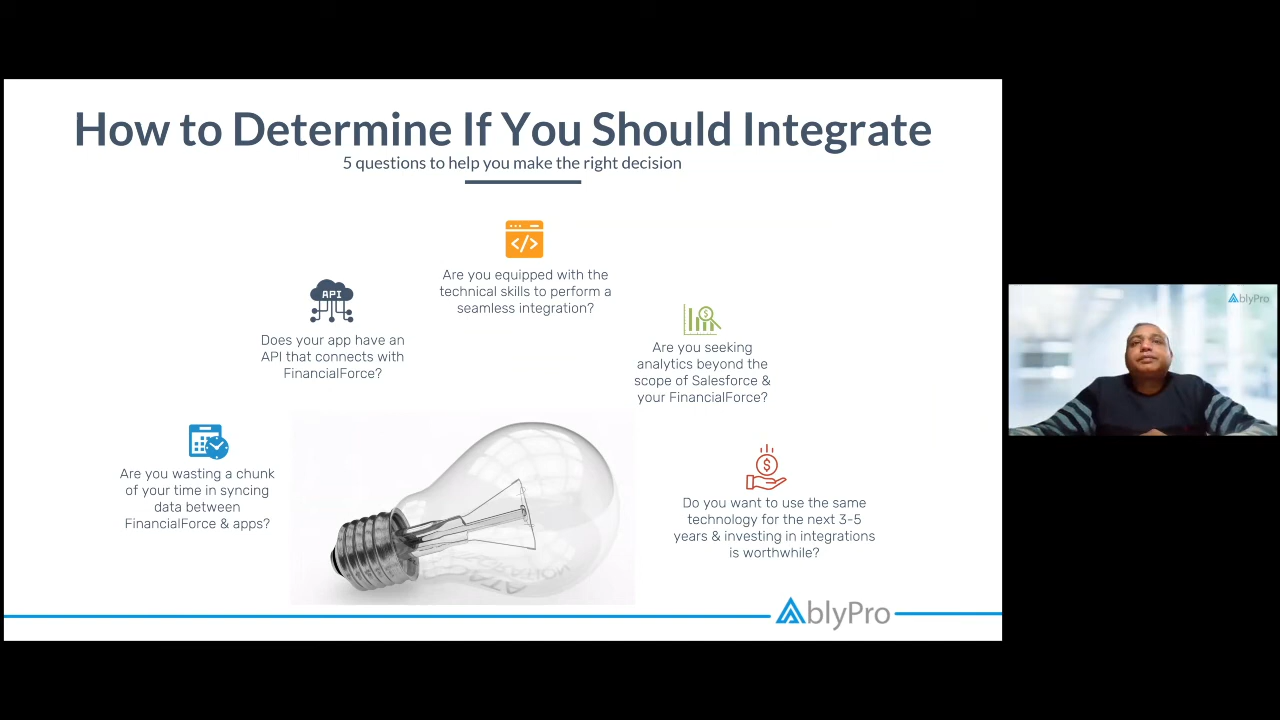 How to Determine If You Should Integrate
5 questions to help you make the right decision
Are you wasting a chunk
of your time in syncing
data between
FinancialForce & apps?
API
Does your app have an
API that connects with
FinancialForce?
</>
Are you equipped with the
technical skills to perform a
seamless integration?
$
Are you seeking
analytics beyond the
scope of Salesforce &
your FinancialForce?
$
Do you want to use the same
technology for the next 3-5
years & investing in integrations
is worthwhile?
AblyPro
AblyPro